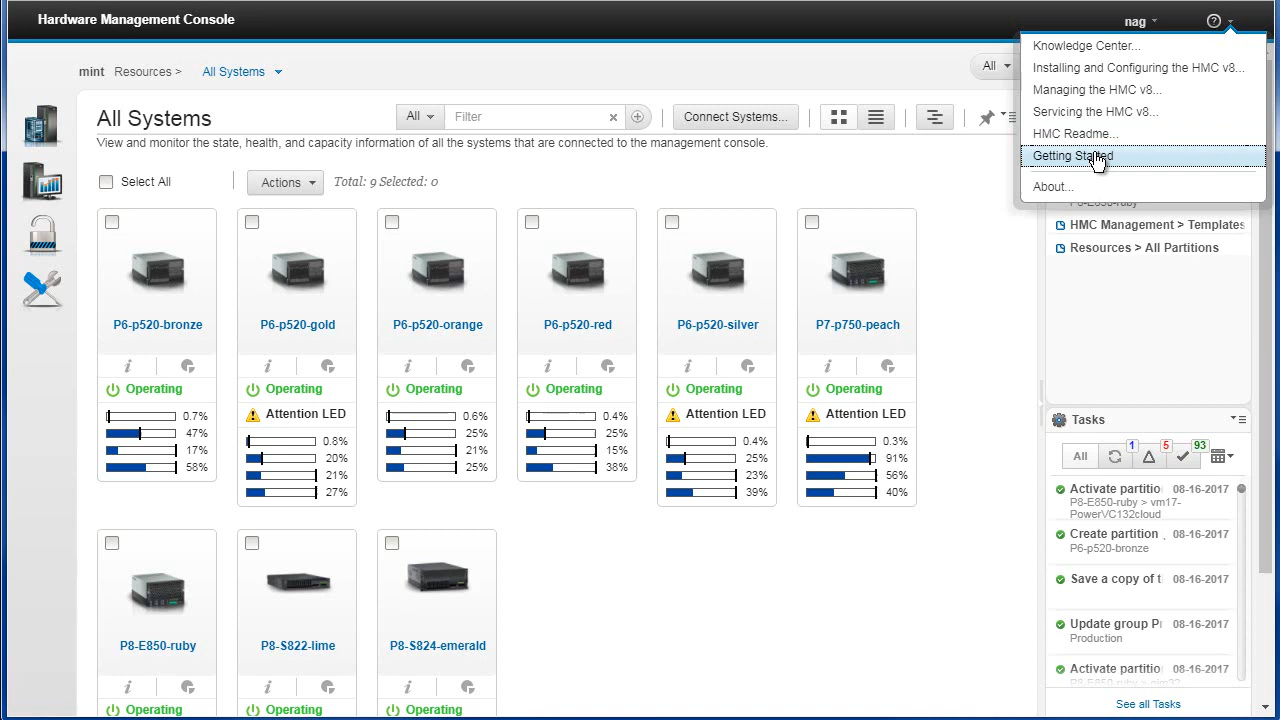 Hardware Management Console
nag
?
Knowledge Center...
Installing and Configuring the HMC v8...
Managing the HMC v8...
Servicing the HMC v8...
HMC Readme...
Getting Started
About...
mint Resources > All Systems
All
All Systems
All Filter
Connect Systems...
View and monitor the state, health, and capacity information of all the systems that are connected to the management console.
Select All
Actions
Total: 9 Selected: 0
P6-p520-bronze
Operating
0.7%
47%
17%
58%
P6-p520-gold
Operating
Attention LED
0.8%
20%
21%
27%
P6-p520-orange
Operating
0.6%
25%
21%
25%
P6-p520-red
Operating
0.4%
25%
15%
38%
P6-p520-silver
Operating
Attention LED
0.4%
25%
23%
39%
P7-p750-peach
Operating
Attention LED
0.3%
91%
56%
40%
P8-E850-ruby
Operating
P8-S822-lime
Operating
P8-S824-emerald
Operating
P8-E850-ruby
HMC Management > Templates
Resources > All Partitions
Tasks
All 1 5 93
Activate partitio 08-16-2017
P8-E850-ruby > vm17-
PowerVC132cloud
Create partition 08-16-2017
P6-p520-bronze
Save a copy of t 08-16-2017
Update group Pr 08-16-2017
Production
Activate partitio 08-16-2017
P8-E850-ruby > nim32
See all Tasks